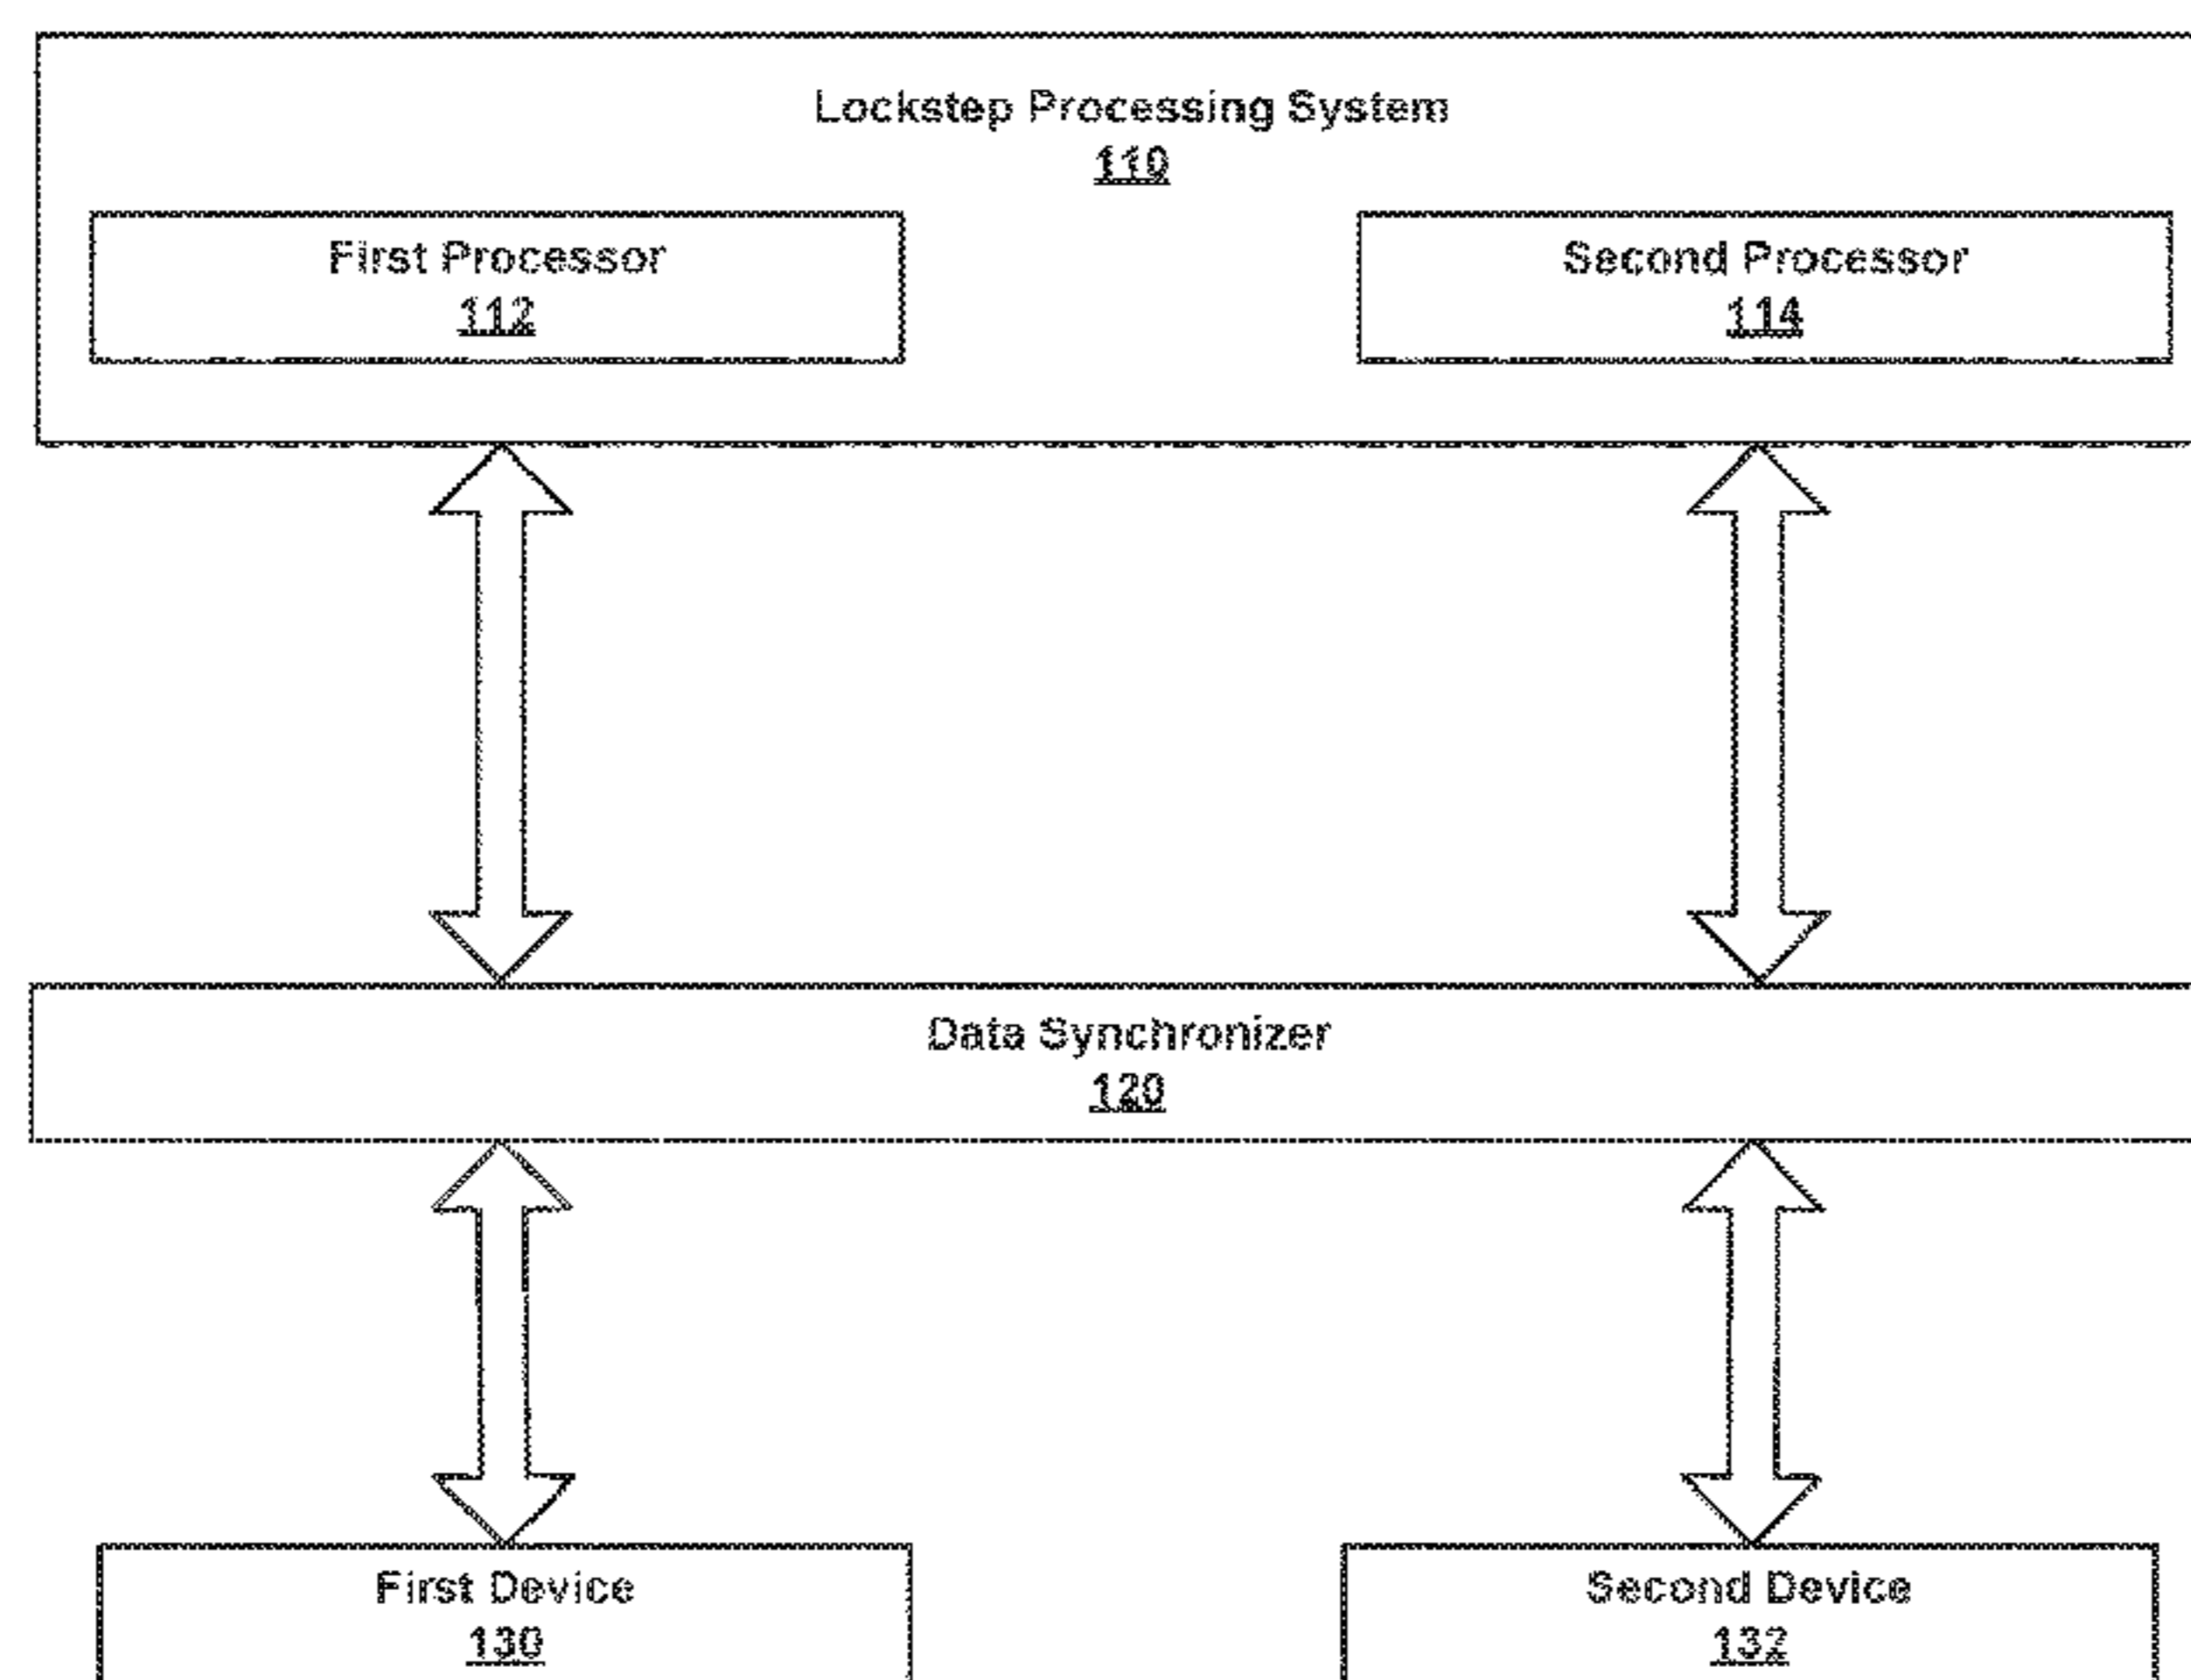 Lockstep Processing System
110
First Processor
112
Second Processor
114
Data Synchronizer
120
First Device
130
Second Device
132